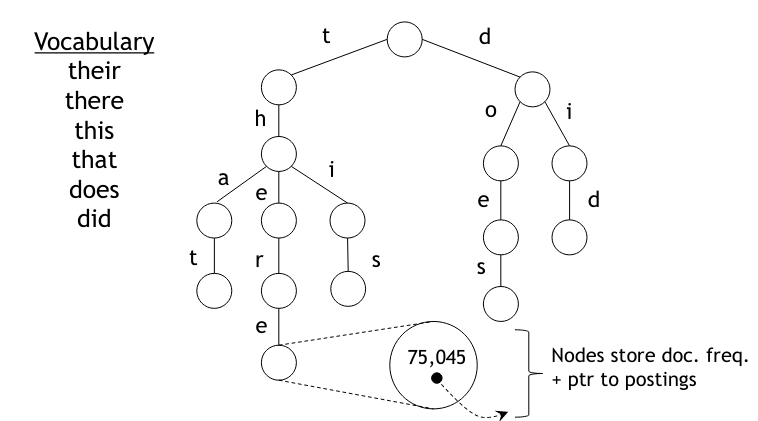 Vocabulary
their
there
this
that
does
did
t
d
h
o
i
a
e
i
e
d
t
r
s
s
e
75,045
Nodes store doc. freq.
+ ptr to postings